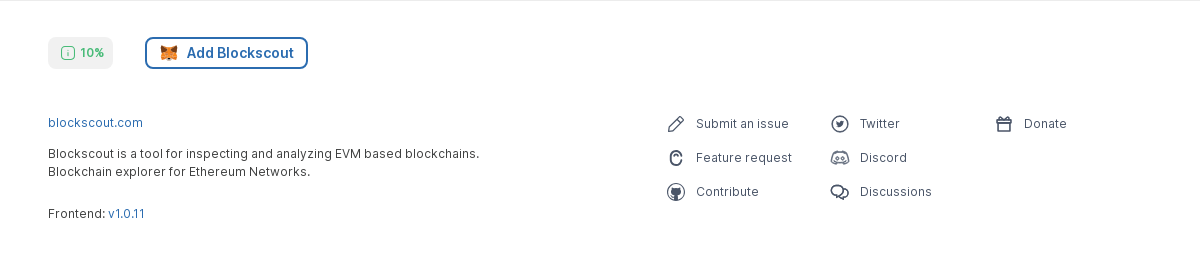 10%
Add Blockscout
blockscout.com
Blockscout is a tool for inspecting and analyzing EVM based blockchains.
Blockchain explorer for Ethereum Networks.
Frontend: v1.0.11
Submit an issue
Feature request
Contribute
Twitter
Discord
Discussions
Donate